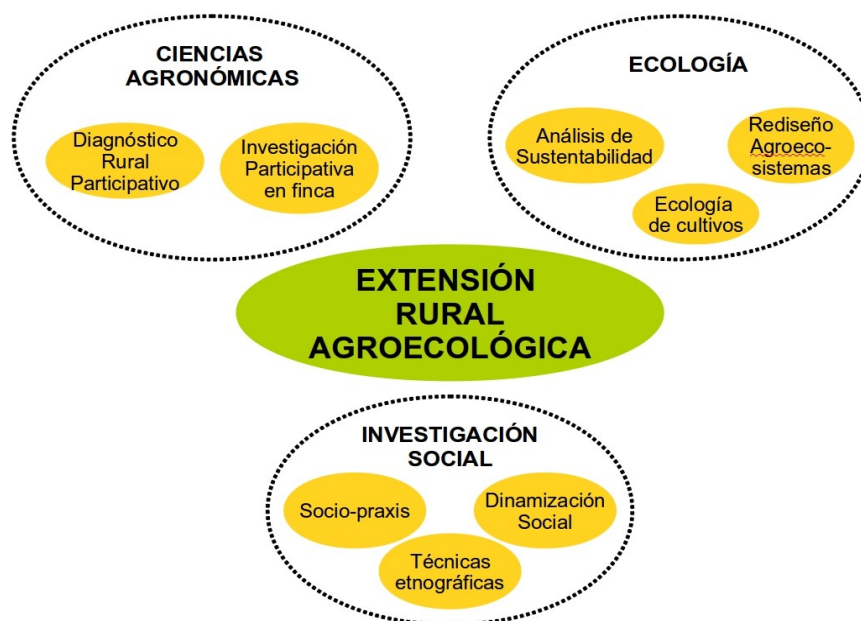 CIENCIAS
AGRONÓMICAS
Diagnóstico
Rural
Participativo
Investigación
Participativa
en finca
ECOLOGÍA
Análisis de
Sustentabilidad
Rediseño
Agroeco-
sistemas
Ecología
de cultivos
EXTENSIÓN
RURAL
AGROECOLÓGICA
INVESTIGACIÓN
SOCIAL
Socio-praxis
Dinamización
Social
Técnicas
etnográficas